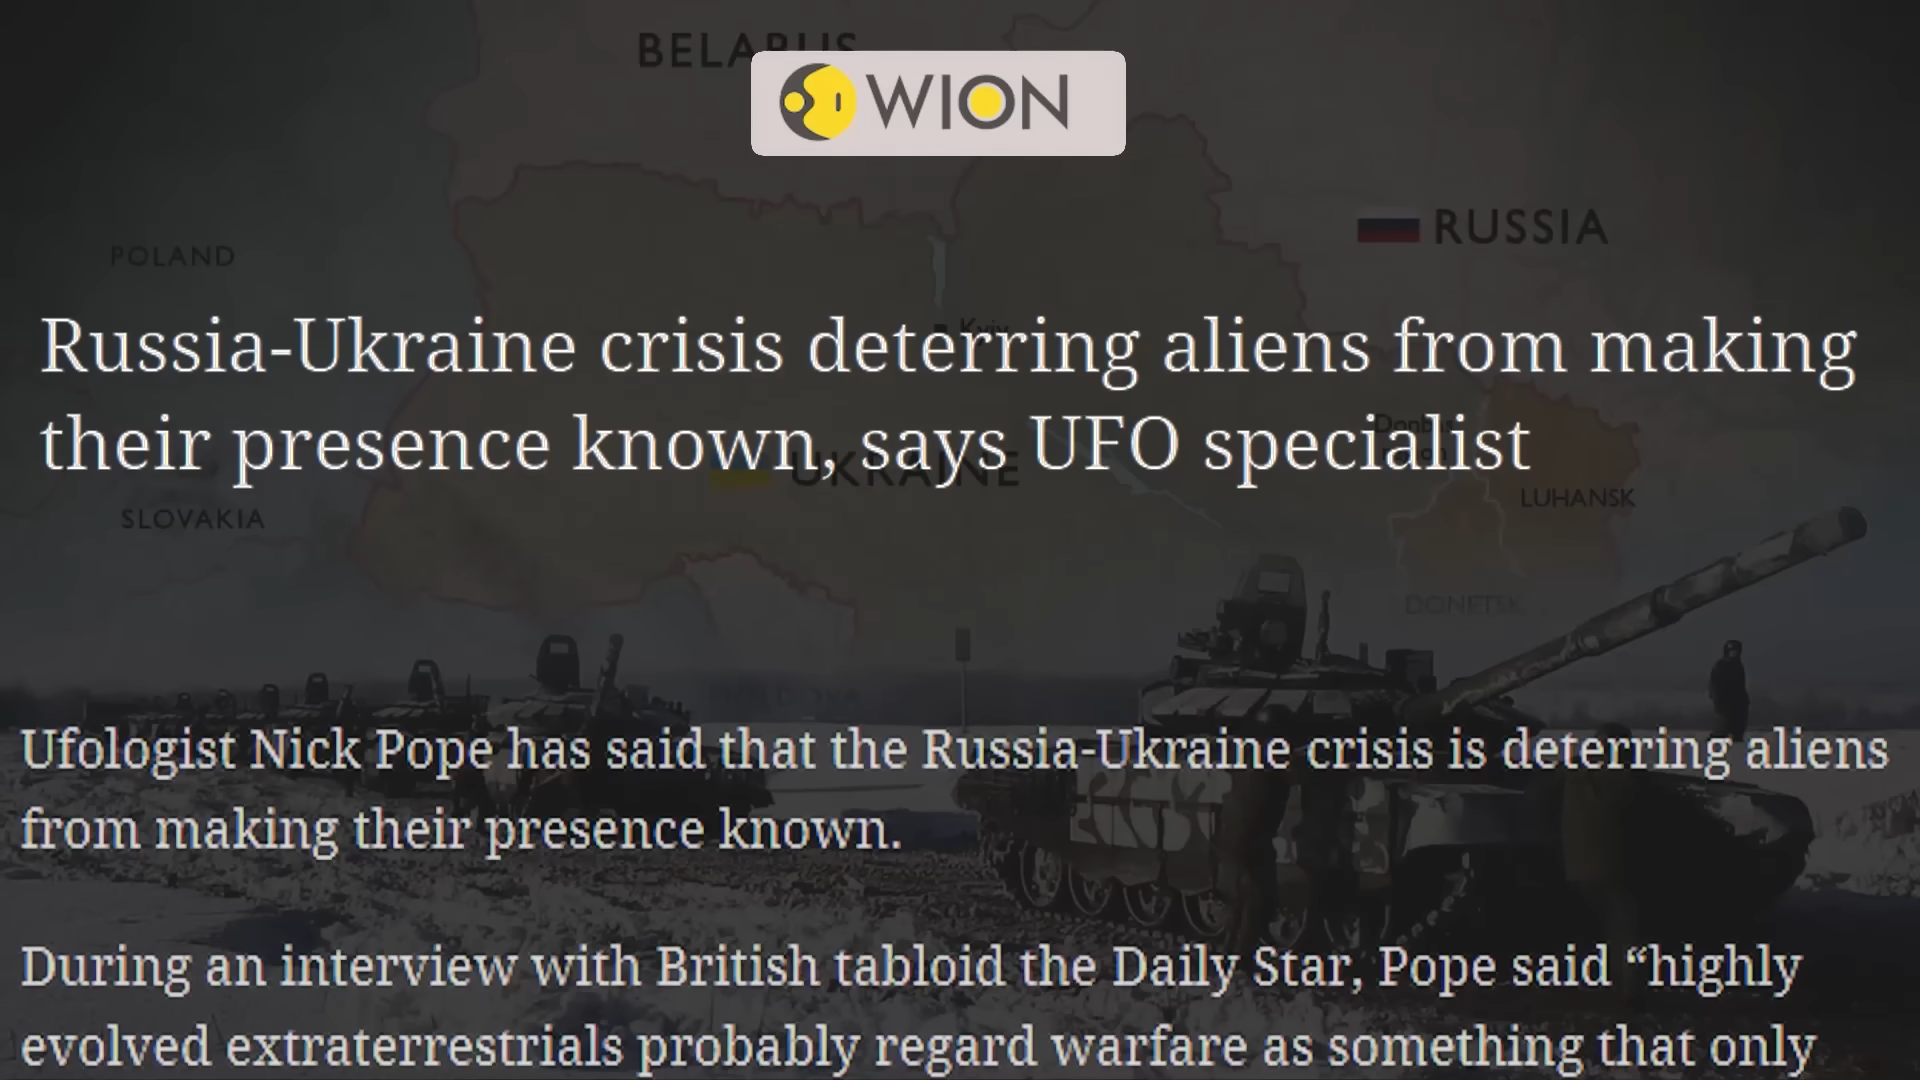 BELARUS
WION
RUSSIA
POLAND
Kyiv
Russia-Ukraine crisis deterring aliens from making
their presence known, says UFO specialist
UKRAINE
LUHANSK
SLOVAKIA
DONETSK
MOLDOVA
Ufologist Nick Pope has said that the Russia-Ukraine crisis is deterring aliens
from making their presence known.
During an interview with British tabloid the Daily Star, Pope said “highly
evolved extraterrestrials probably regard warfare as something that only